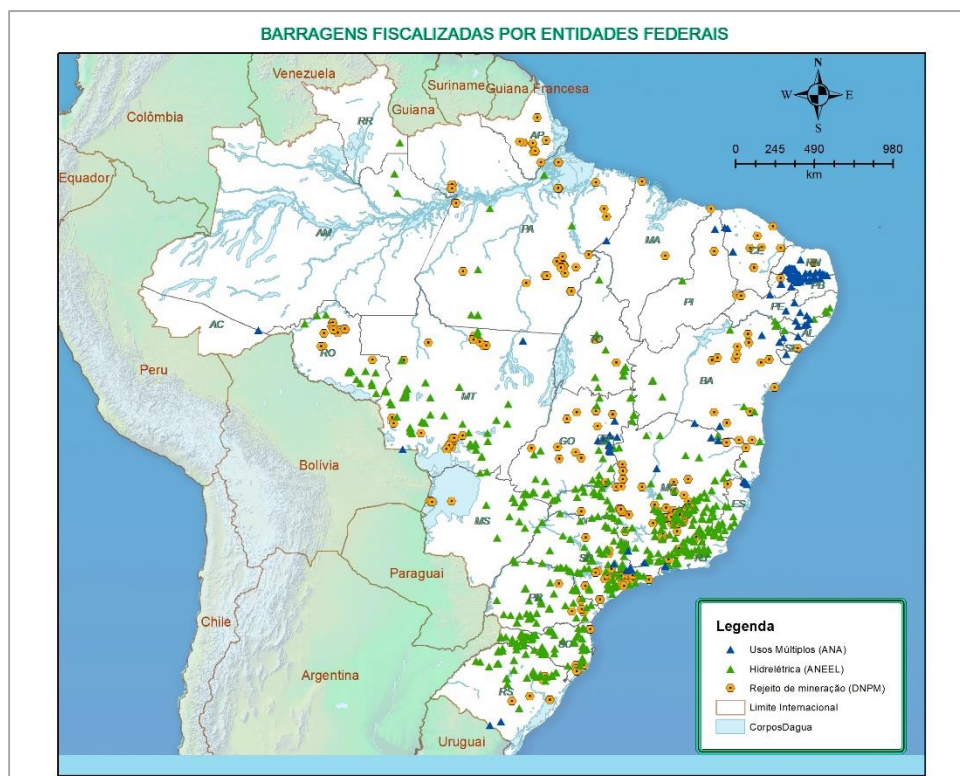 BARRAGENS FISCALIZADAS POR ENTIDADES FEDERAIS
Venezuela
Suriname
Guiana Francesa
Guiana
Colômbia
Equador
N
W E
S
0 245 490 980
km
RR
AP
AM
PA
MA
CE
RN
PB
PI
PE
AL
SE
AC
TO
RO
BA
MT
Peru
GO
DF
Bolívia
MG
ES
MS
SP
RJ
Paraguai
PR
Chile
SC
Argentina
RS
Uruguai
Legenda
Usos Múltiplos (ANA)
Hidrelétrica (ANEEL)
Rejeito de mineração (DNPM)
Limite Internacional
CorposDagua